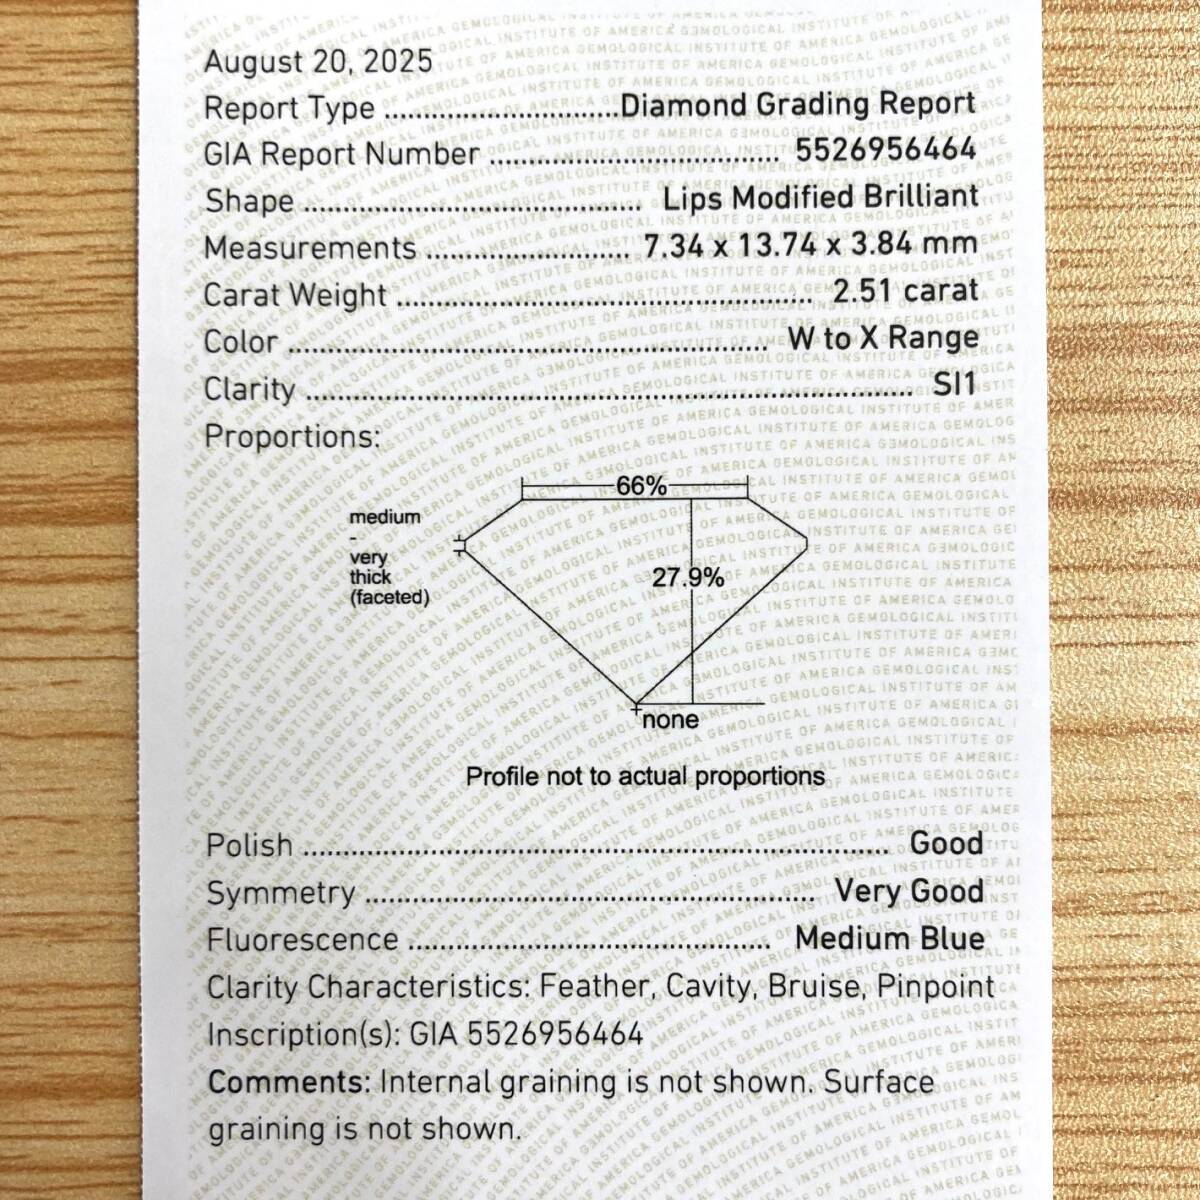 August 20, 2025
Report Type ..............................Diamond Grading Report
GIA Report Number .................................... 5526956464
Shape ........................................... Lips Modified Brilliant
Measurements .......................... 7.34 x 13.74 x 3.84 mm
Carat Weight ..................................................... 2.51 carat
Color ............................................................. W to X Range
Clarity ............................................................................. SI1
Proportions:
66%
medium
-
very
thick
(faceted)
27.9%
none
Profile not to actual proportions
Polish .......................................................................... Good
Symmetry ......................................................... Very Good
Fluorescence .............................................. Medium Blue
Clarity Characteristics: Feather, Cavity, Bruise, Pinpoint
Inscription(s): GIA 5526956464
Comments: Internal graining is not shown. Surface
graining is not shown.